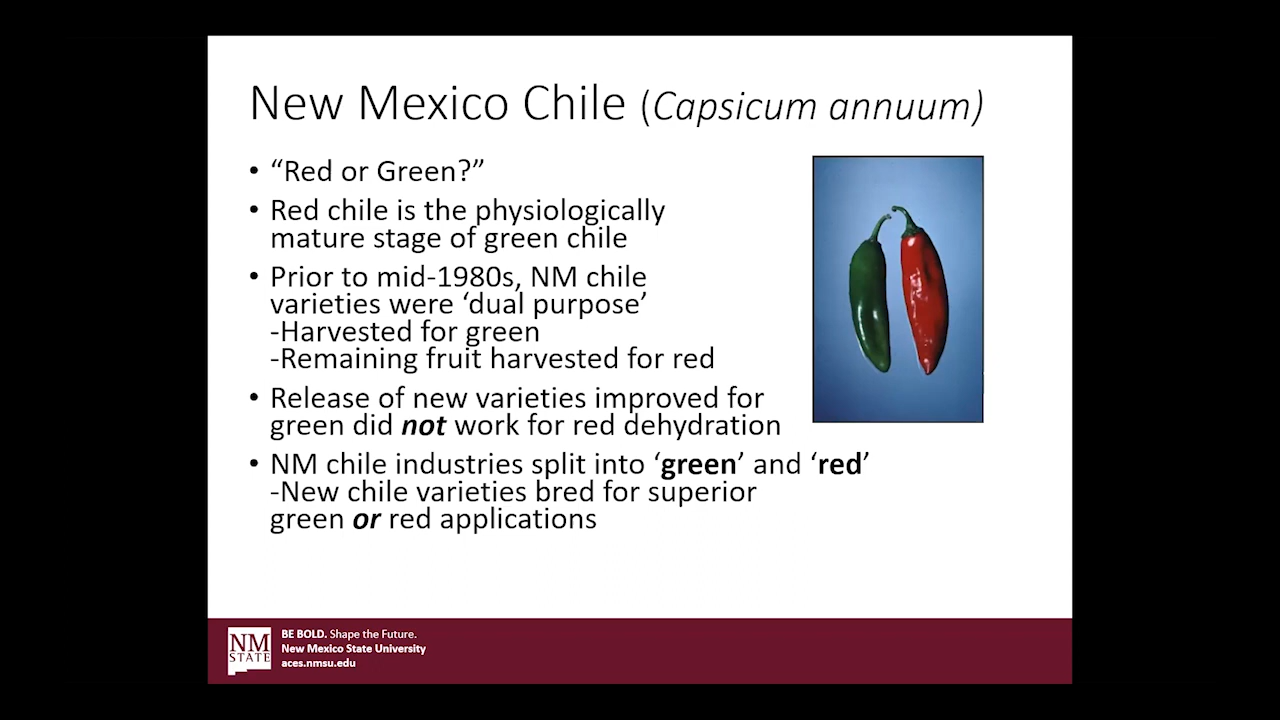 New Mexico Chile (Capsicum annuum)
• “Red or Green?”
• Red chile is the physiologically
mature stage of green chile
• Prior to mid-1980s, NM chile
varieties were ‘dual purpose’
-Harvested for green
-Remaining fruit harvested for red
• Release of new varieties improved for
green did not work for red dehydration
• NM chile industries split into ‘green’ and ‘red’
-New chile varieties bred for superior
green or red applications
NM
STATE
BE BOLD. Shape the Future.
New Mexico State University
aces.nmsu.edu